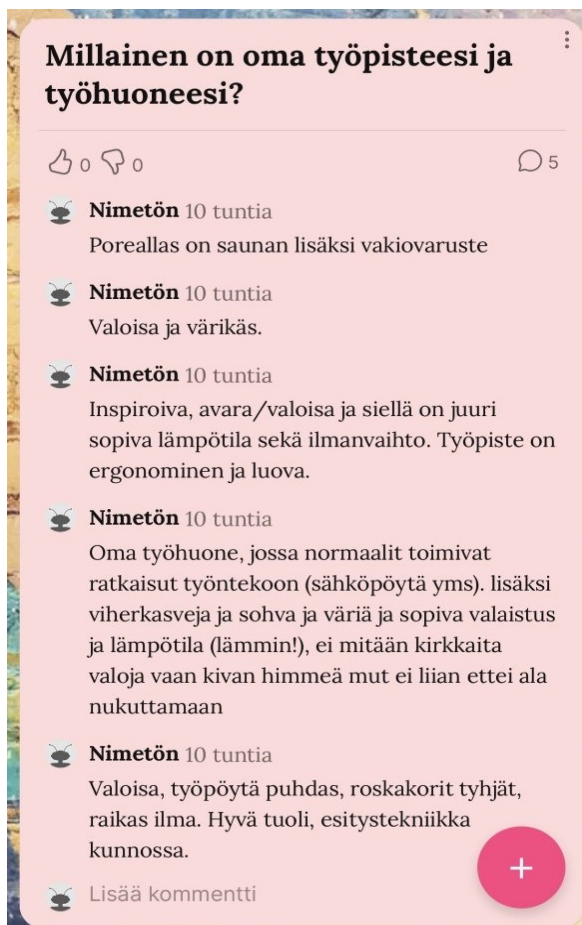 Millainen on oma työpisteesi ja
työhuoneesi?
0 0 5
Nimetön 10 tuntia
Poreallas on saunan lisäksi vakiovaruste
Nimetön 10 tuntia
Valoisa ja värikäs.
Nimetön 10 tuntia
Inspiroiva, avara/valoisa ja siellä on juuri
sopiva lämpötila sekä ilmanvaihto. Työpiste on
ergonominen ja luova.
Nimetön 10 tuntia
Oma työhuone, jossa normaalit toimivat
ratkaisut työntekoon (sähköpöytä yms). lisäksi
viherkasveja ja sohva ja väriä ja sopiva valaistus
ja lämpötila (lämmin!), ei mitään kirkkaita
valoja vaan kivan himmeä mut ei liian ettei ala
nukuttamaan
Nimetön 10 tuntia
Valoisa, työpöytä puhdas, roskakorit tyhjät,
raikas ilma. Hyvä tuoli, esitystekniikka
kunnossa.
Lisää kommentti